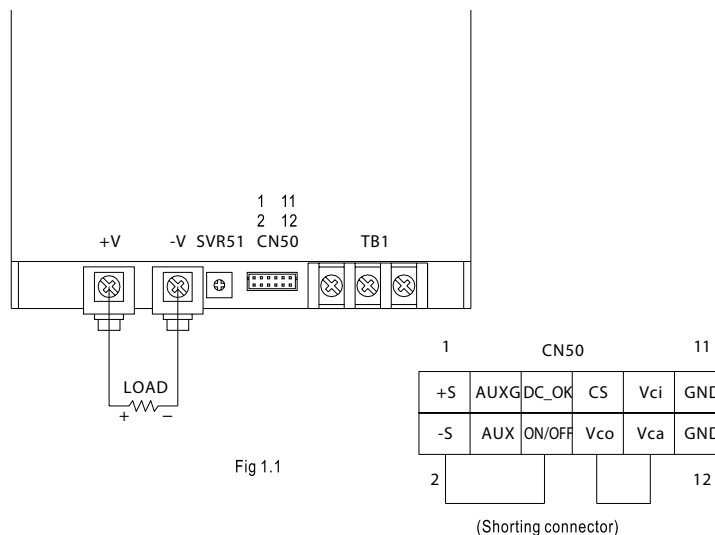 1 11
2 12
+V -V SVR51 CN50 TB1
LOAD
+ −
1 CN50 11
+S AUXG DC_OK CS Vci GND
-S AUX ON/OFF Vco Vca GND
2 12
Fig 1.1
(Shorting connector)